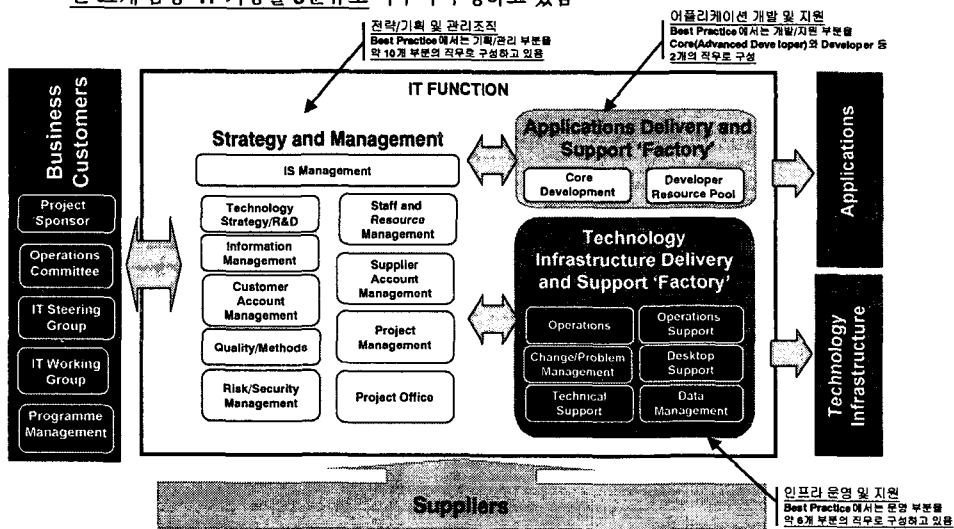 IT 기능을 3분류로
있음
전략/기획 및 관리조직
Best Practice에서는 기획/관리 부분을
약 10개 부분의 직무로 구성하고 있음
어플리케이션 개발 및 지원
Best Practice에서는 개발/지원 부분을
Core(Advanced Developer)와 Developer 등
2개의 직무로 구성
IT FUNCTION
Business
Customers
Project
Sponsor
Operations
Committee
IT Steering
Group
IT Working
Group
Programme
Management
Strategy and Management
IS Management
Technology
Strategy/R&D
Information
Management
Customer
Account
Management
Quality/Methods
Risk/Security
Management
Staff and
Resource
Management
Supplier
Account
Management
Project
Management
Project Office
Applications Delivery and
Support 'Factory'
Core
Development
Developer
Resource Pool
Technology
Infrastructure Delivery
and Support 'Factory'
Operations
Operations
Support
Change/Problem
Management
Desktop
Support
Technical
Support
Data
Management
Applications
Technology
Infrastructure
Suppliers
인프라 운영 및 지원
Best Practice에서는 운영 부분을
약 6개 부분의 직무로 구성하고 있음